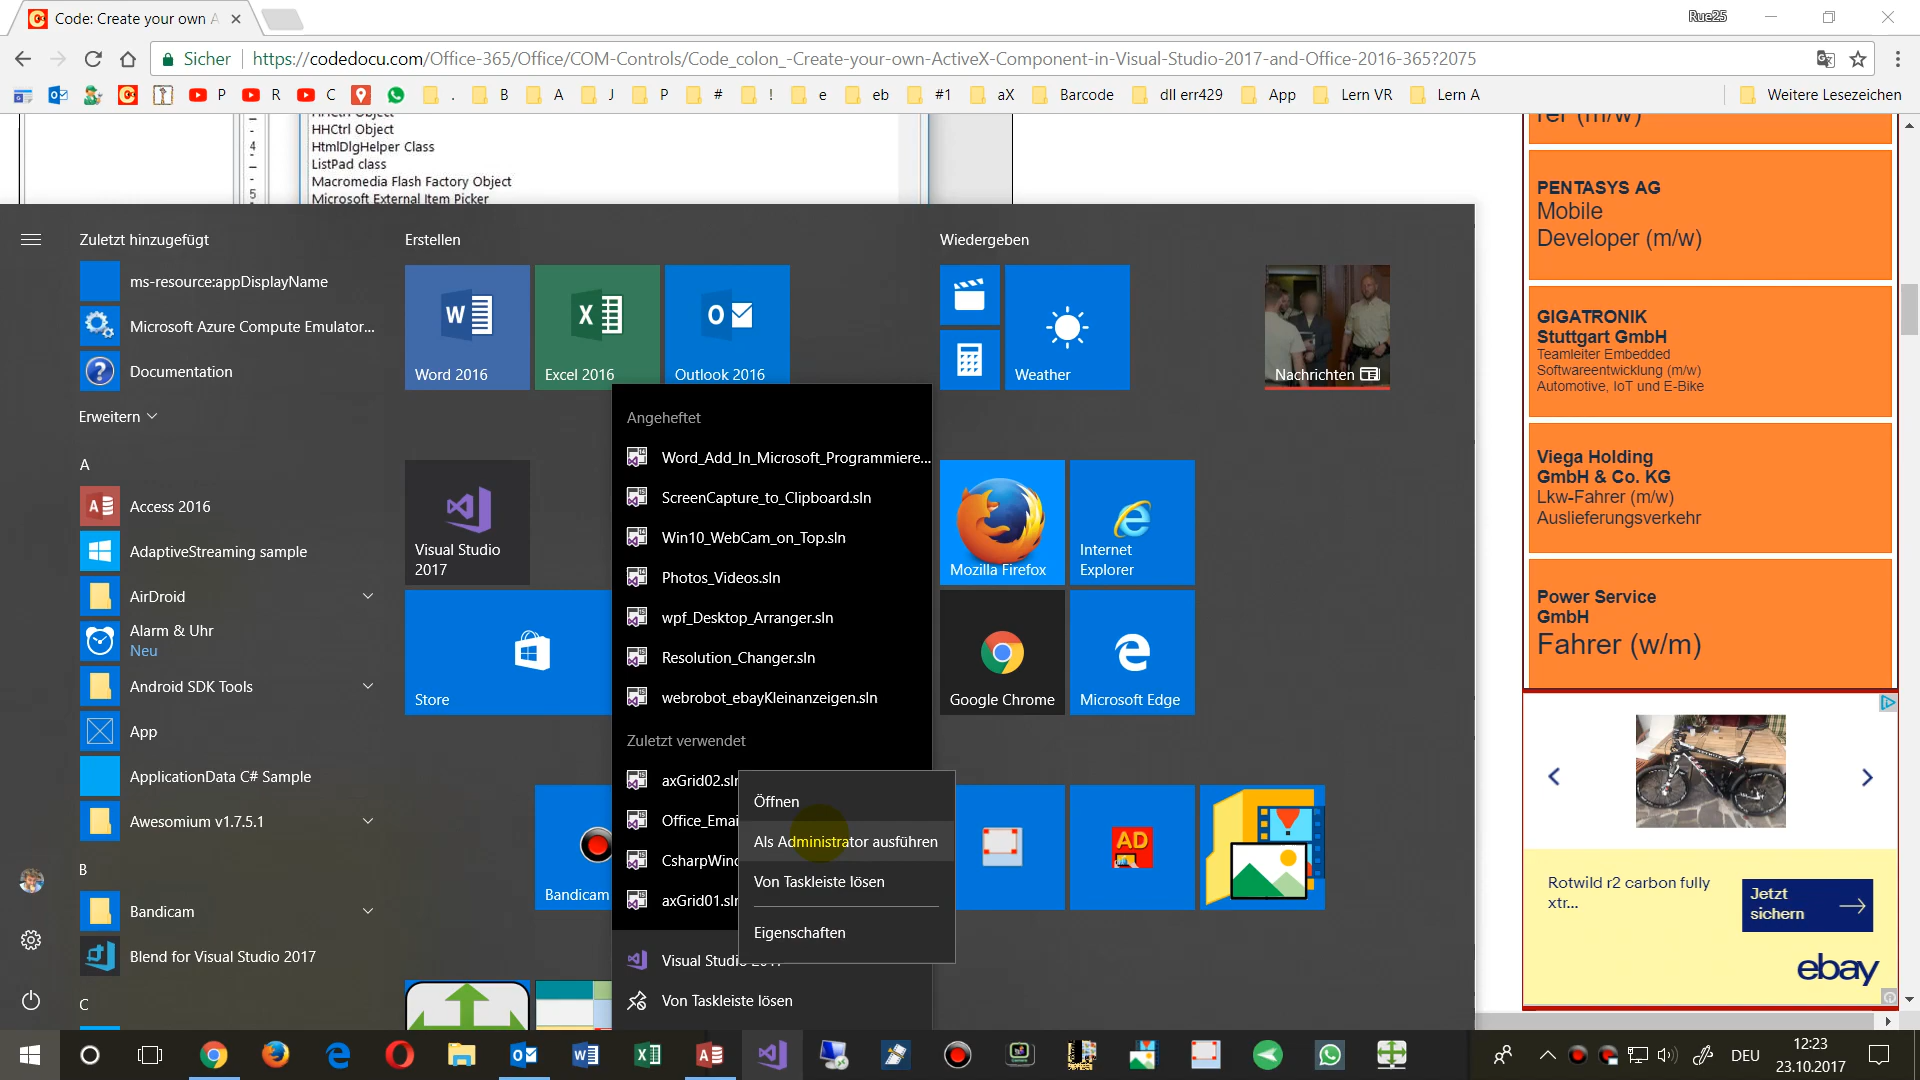 Code: Create your own A
Rue25
Sicher
https://codedocu.com/Office-365/Office/COM-Controls/Code_colon_-Create-your-own-ActiveX-Component-in-Visual-Studio-2017-and-Office-2016-365?2075
P
R
C
.
B
A
J
P
#
!
e
eb
#1
aX
Barcode
dll err429
App
Lern VR
Lern A
Weitere Lesezeichen
4
5
HHCtrl Object
HHCtrl Object
HtmlDlgHelper Class
ListPad class
Macromedia Flash Factory Object
Microsoft External Item Picker
Zuletzt hinzugefügt
ms-resource:appDisplayName
Microsoft Azure Compute Emulator...
Documentation
Erweitern
A
Access 2016
AdaptiveStreaming sample
AirDroid
Alarm & Uhr
Neu
Android SDK Tools
App
ApplicationData C# Sample
Awesomium v1.7.5.1
B
Bandicam
Blend for Visual Studio 2017
C
Erstellen
Word 2016
Excel 2016
Outlook 2016
Visual Studio
2017
Store
Bandicam
Angeheftet
Word_Add_In_Microsoft_Programmiere...
ScreenCapture_to_Clipboard.sln
Win10_WebCam_on_Top.sln
Photos_Videos.sln
wpf_Desktop_Arranger.sln
Resolution_Changer.sln
webrobot_ebayKleinanzeigen.sln
Zuletzt verwendet
axGrid02.sln
Office_Emai
CsharpWind
axGrid01.sln
Visual Studio 2017
Von Taskleiste lösen
Öffnen
Als Administrator ausführen
Von Taskleiste lösen
Eigenschaften
Wiedergeben
Weather
Nachrichten
Mozilla Firefox
Internet
Explorer
Google Chrome
Microsoft Edge
AD
rer (m/w)
PENTASYS AG
Mobile
Developer (m/w)
GIGATRONIK
Stuttgart GmbH
Teamleiter Embedded
Softwareentwicklung (m/w)
Automotive, IoT und E-Bike
Viega Holding
GmbH & Co. KG
Lkw-Fahrer (m/w)
Auslieferungsverkehr
Power Service
GmbH
Fahrer (w/m)
Rotwild r2 carbon fully
xtr...
Jetzt
sichern
ebay
DEU
12:23
23.10.2017